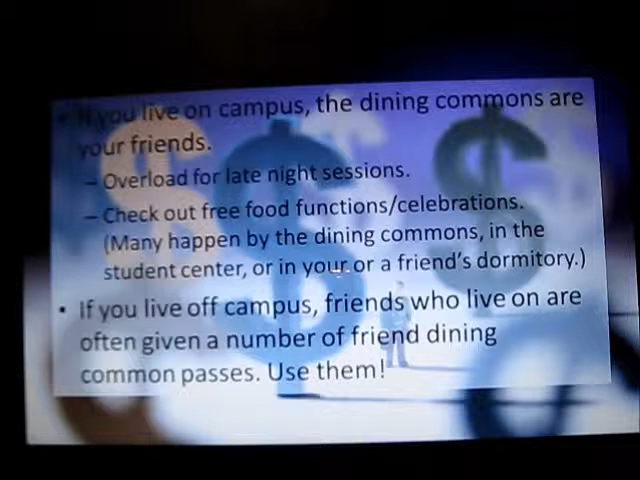 • If you live on campus, the dining commons are
your friends.
– Overload for late night sessions.
– Check out free food functions/celebrations.
(Many happen by the dining commons, in the
student center, or in your or a friend's dormitory.)
• If you live off campus, friends who live on are
often given a number of friend dining
common passes. Use them!